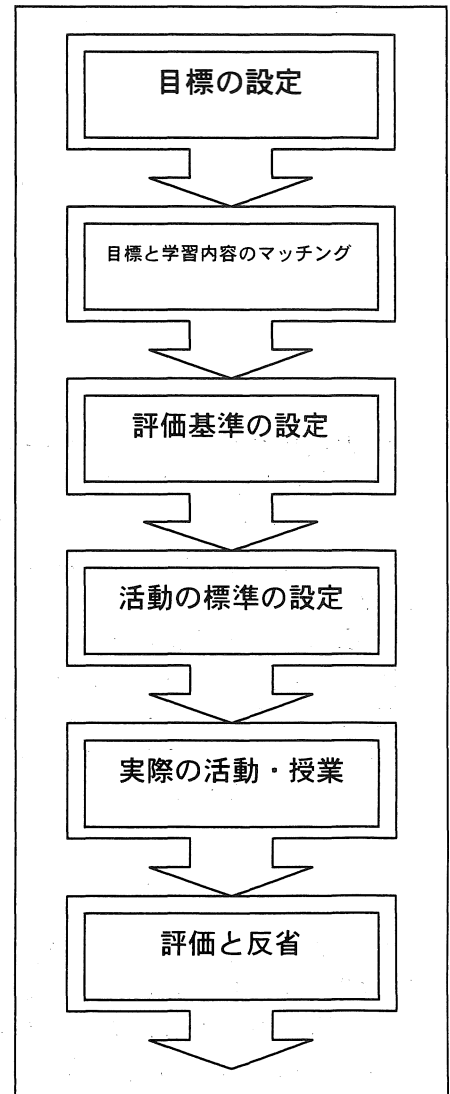 目標の設定
目標と学習内容のマッチング
評価基準の設定
活動の標準の設定
実際の活動・授業
評価と反省